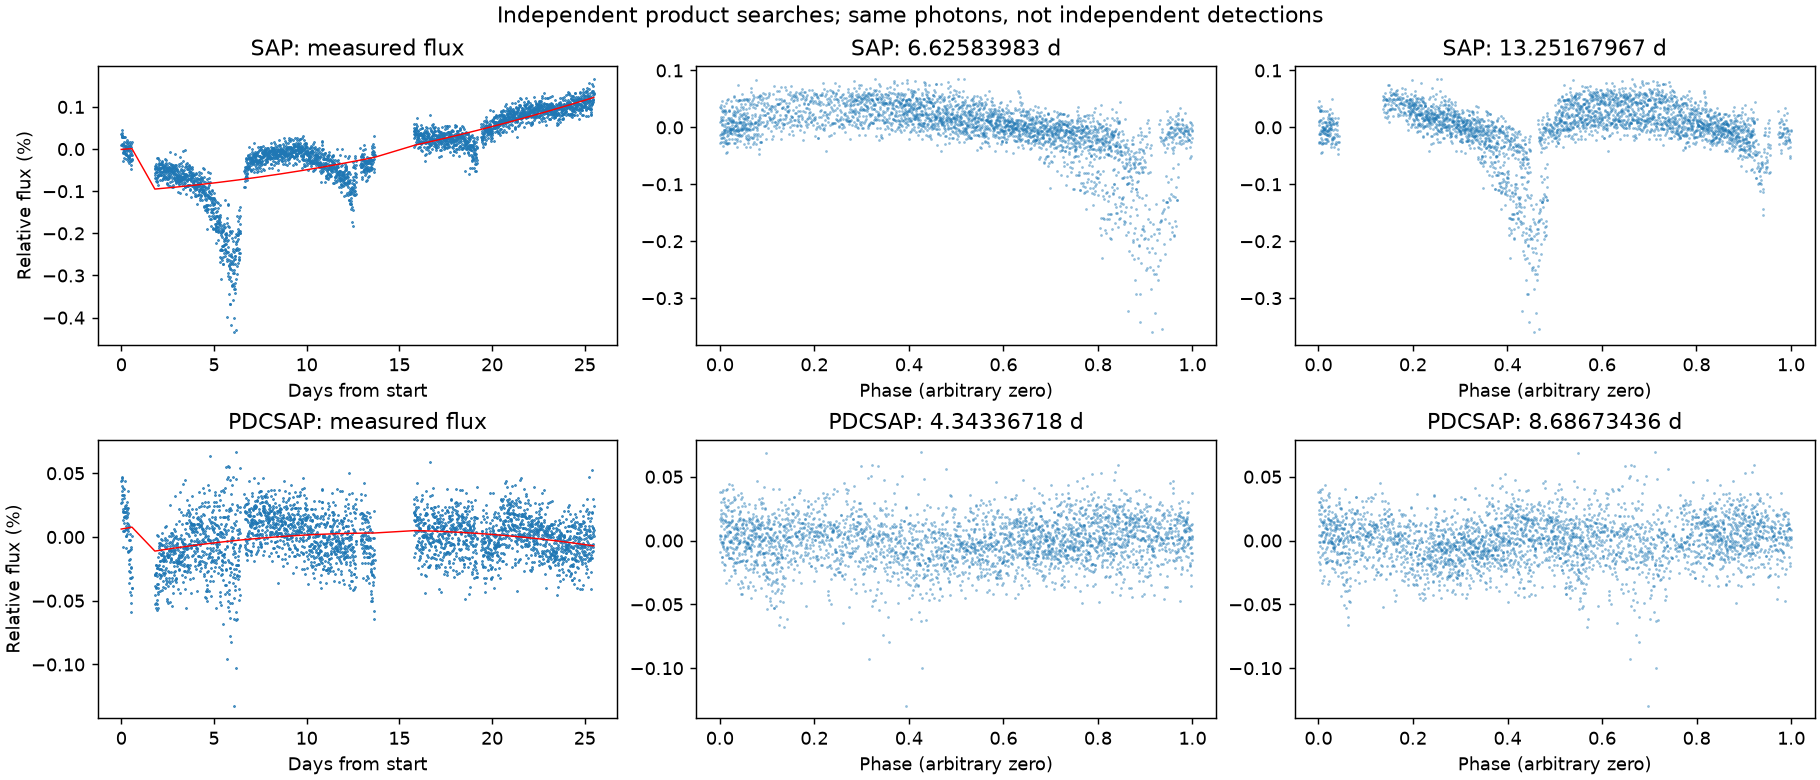 Independent product searches; same photons, not independent detections
SAP: measured flux
SAP: 6.62583983 d
SAP: 13.25167967 d
Relative flux (%)
0.1
0.0
−0.1
−0.2
−0.3
−0.4
0 5 10 15 20 25
Days from start
0.1
0.0
−0.1
−0.2
−0.3
0.0 0.2 0.4 0.6 0.8 1.0
Phase (arbitrary zero)
0.1
0.0
−0.1
−0.2
−0.3
0.0 0.2 0.4 0.6 0.8 1.0
Phase (arbitrary zero)
PDCSAP: measured flux
PDCSAP: 4.34336718 d
PDCSAP: 8.68673436 d
Relative flux (%)
0.05
0.00
−0.05
−0.10
0 5 10 15 20 25
Days from start
0.05
0.00
−0.05
−0.10
0.0 0.2 0.4 0.6 0.8 1.0
Phase (arbitrary zero)
0.05
0.00
−0.05
−0.10
0.0 0.2 0.4 0.6 0.8 1.0
Phase (arbitrary zero)